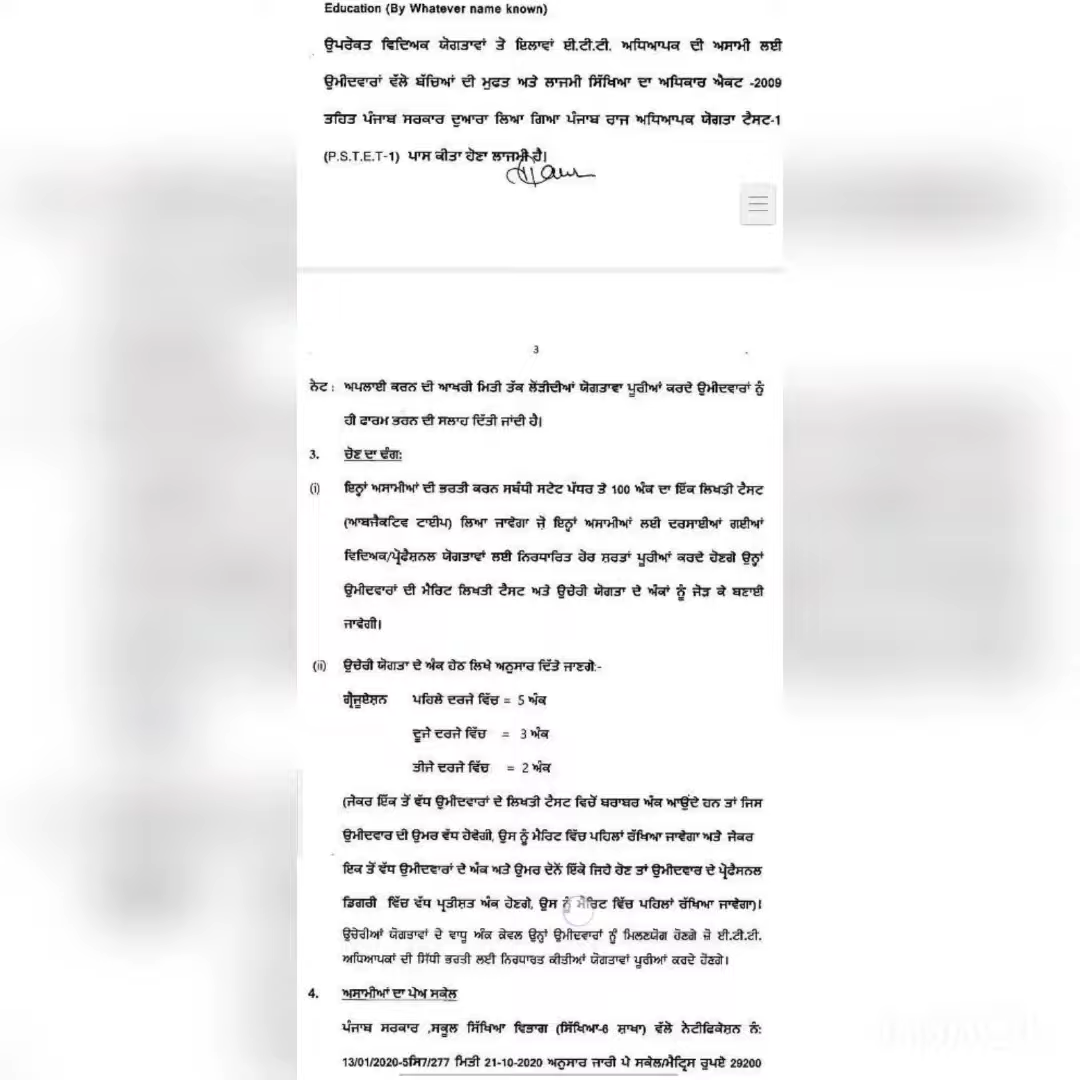 Education (By Whatever name known)
ਉਪਰੋਕਤ ਵਿਦਿਅਕ ਯੋਗਤਾਵਾਂ ਤੋਂ ਇਲਾਵਾਂ ਈ.ਟੀ.ਟੀ. ਅਧਿਆਪਕ ਦੀ ਅਸਾਮੀ ਲਈ
ਉਮੀਦਵਾਰਾਂ ਵੱਲੋ ਬੱਚਿਆਂ ਦੀ ਮੁਫਤ ਅਤੇ ਲਾਜਮੀ ਸਿੱਖਿਆ ਦਾ ਅਧਿਕਾਰ ਐਕਟ -2009
ਤਹਿਤ ਪੰਜਾਬ ਸਰਕਾਰ ਦੁਆਰਾ ਲਿਆ ਗਿਆ ਪੰਜਾਬ ਰਾਜ ਅਧਿਆਪਕ ਯੋਗਤਾ ਟੈਸਟ-1
(P.S.T.E.T-1) ਪਾਸ ਕੀਤਾ ਹੋਣਾ ਲਾਜਮੀ ਹੈ।
3
ਨੋਟ : ਅਪਲਾਈ ਕਰਨ ਦੀ ਆਖਰੀ ਮਿਤੀ ਤੱਕ ਲੋੜੀਦੀਆਂ ਯੋਗਤਾਵਾ ਪੂਰੀਆਂ ਕਰਦੇ ਉਮੀਦਵਾਰਾਂ ਨੂੰ
ਹੀ ਫਾਰਮ ਭਰਨ ਦੀ ਸਲਾਹ ਦਿੱਤੀ ਜਾਂਦੀ ਹੈ।
3. ਚੋਣ ਦਾ ਢੰਗ:
(i) ਇਨ੍ਹਾਂ ਅਸਾਮੀਆਂ ਦੀ ਭਰਤੀ ਕਰਨ ਸਬੰਧੀ ਸਟੇਟ ਪੱਧਰ ਤੇ 100 ਅੰਕ ਦਾ ਇੱਕ ਲਿਖਤੀ ਟੈਸਟ
(ਆਬਜੈਕਟਿਵ ਟਾਈਪ) ਲਿਆ ਜਾਵੇਗਾ ਜੋ ਇਨ੍ਹਾਂ ਅਸਾਮੀਆਂ ਲਈ ਦਰਸਾਈਆਂ ਗਈਆਂ
ਵਿਦਿਅਕ/ਪ੍ਰੋਫੈਸ਼ਨਲ ਯੋਗਤਾਵਾਂ ਲਈ ਨਿਰਧਾਰਿਤ ਹੋਰ ਸ਼ਰਤਾਂ ਪੂਰੀਆਂ ਕਰਦੇ ਹੋਣਗੇ ਉਨ੍ਹਾਂ
ਉਮੀਦਵਾਰਾਂ ਦੀ ਮੈਰਿਟ ਲਿਖਤੀ ਟੈਸਟ ਅਤੇ ਉਚੇਰੀ ਯੋਗਤਾ ਦੇ ਅੰਕਾਂ ਨੂੰ ਜੋੜ ਕੇ ਬਣਾਈ
ਜਾਵੇਗੀ।
(ii) ਉਚੇਰੀ ਯੋਗਤਾ ਦੇ ਅੰਕ ਹੇਠ ਲਿਖੇ ਅਨੁਸਾਰ ਦਿੱਤੇ ਜਾਣਗੇ:-
ਗ੍ਰੈਜੂਏਸ਼ਨ ਪਹਿਲੇ ਦਰਜੇ ਵਿੱਚ = 5 ਅੰਕ
ਦੂਜੇ ਦਰਜੇ ਵਿੱਚ = 3 ਅੰਕ
ਤੀਜੇ ਦਰਜੇ ਵਿੱਚ = 2 ਅੰਕ
(ਜੇਕਰ ਇੱਕ ਤੋਂ ਵੱਧ ਉਮੀਦਵਾਰਾਂ ਦੇ ਲਿਖਤੀ ਟੈਸਟ ਵਿਚੋਂ ਬਰਾਬਰ ਅੰਕ ਆਉਂਦੇ ਹਨ ਤਾਂ ਜਿਸ
ਉਮੀਦਵਾਰ ਦੀ ਉਮਰ ਵੱਧ ਹੋਵੇਗੀ, ਉਸ ਨੂੰ ਮੈਰਿਟ ਵਿੱਚ ਪਹਿਲਾਂ ਰੱਖਿਆ ਜਾਵੇਗਾ ਅਤੇ ਜੇਕਰ
ਇਕ ਤੋਂ ਵੱਧ ਉਮੀਦਵਾਰਾਂ ਦੇ ਅੰਕ ਅਤੇ ਉਮਰ ਦੋਨੋਂ ਇੱਕੋ ਜਿਹੇ ਹੋਣ ਤਾਂ ਉਮੀਦਵਾਰ ਦੇ ਪ੍ਰੋਫੈਸਨਲ
ਡਿਗਰੀ ਵਿੱਚ ਵੱਧ ਪ੍ਰਤੀਸ਼ਤ ਅੰਕ ਹੋਣਗੇ, ਉਸ ਨੂੰ ਮੈਰਿਟ ਵਿੱਚ ਪਹਿਲਾਂ ਰੱਖਿਆ ਜਾਵੇਗਾ)।
ਉਚੇਰੀਆਂ ਯੋਗਤਾਵਾਂ ਦੇ ਵਾਧੂ ਅੰਕ ਕੇਵਲ ਉਨ੍ਹਾਂ ਉਮੀਦਵਾਰਾਂ ਨੂੰ ਮਿਲਣਯੋਗ ਹੋਣਗੇ ਜੋ ਈ.ਟੀ.ਟੀ.
ਅਧਿਆਪਕਾਂ ਦੀ ਸਿੱਧੀ ਭਰਤੀ ਲਈ ਨਿਰਧਾਰਤ ਕੀਤੀਆਂ ਯੋਗਤਾਵਾਂ ਪੂਰੀਆਂ ਕਰਦੇ ਹੋਣਗੇ।
4. ਅਸਾਮੀਆਂ ਦਾ ਪੇਅ ਸਕੇਲ
ਪੰਜਾਬ ਸਰਕਾਰ ,ਸਕੂਲ ਸਿੱਖਿਆ ਵਿਭਾਗ (ਸਿੱਖਿਆ-6 ਸ਼ਾਖਾ) ਵੱਲੋ ਨੋਟੀਫਿਕੇਸ਼ਨ ਨੰ:
13/01/2020-5ਸਿ7/277 ਮਿਤੀ 21-10-2020 ਅਨੁਸਾਰ ਜਾਰੀ ਪੇ ਸਕੇਲ/ਮੈਟ੍ਰਿਸ ਰੁਪਏ 29200